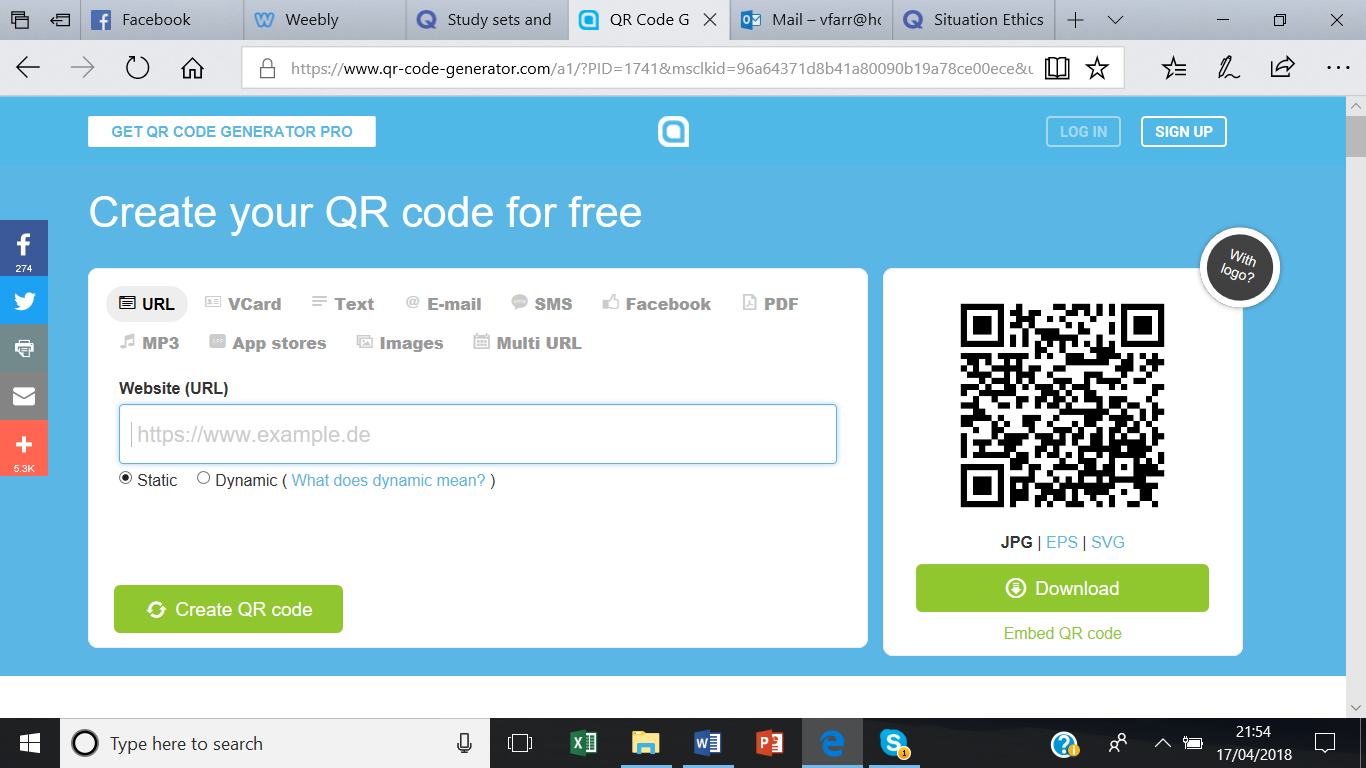 Facebook
Weebly
Study sets and
QR Code G
Mail – vfarr@ho
Situation Ethics
https://www.qr-code-generator.com/a1/?PID=1741&msclkid=96a64371d8b41a80090b19a78ce00ece&u
GET QR CODE GENERATOR PRO
LOG IN
SIGN UP
Create your QR code for free
274
5.3K
With
logo?
URL VCard Text E-mail SMS Facebook PDF
MP3 App stores Images Multi URL
Website (URL)
https://www.example.de
Static Dynamic ( What does dynamic mean? )
Create QR code
JPG | EPS | SVG
Download
Embed QR code
Type here to search
1
21:54
17/04/2018